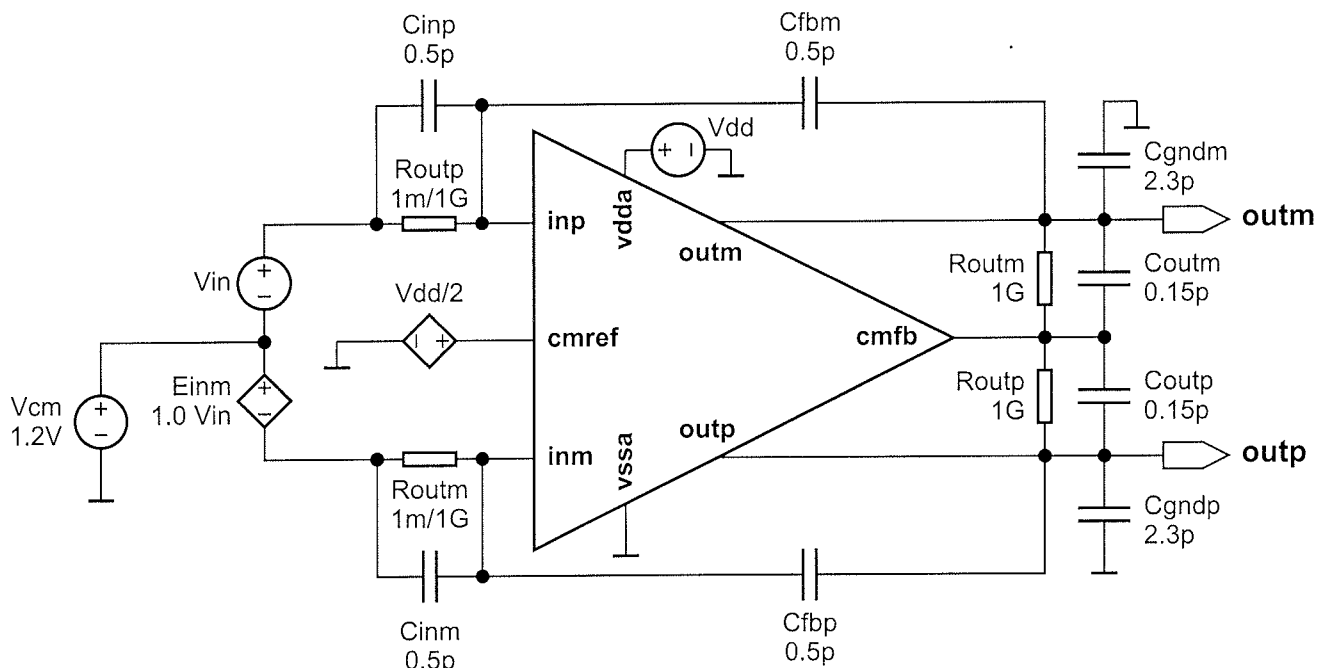 Cinp
0.5p
Cfbm
0.5p
Vdd
+ –
Cgndm
2.3p
Routp
1m/1G
inp
vdda
outm
outm
Vin
+
–
Vdd/2
Routm
1G
Coutm
0.15p
– +
cmref
cmfb
Einm
1.0 Vin
+
–
Vcm
1.2V
+
–
Routp
1G
Coutp
0.15p
outp
inm
vssa
outp
Routm
1m/1G
Cgndp
2.3p
Cinm
0.5p
Cfbp
0.5p